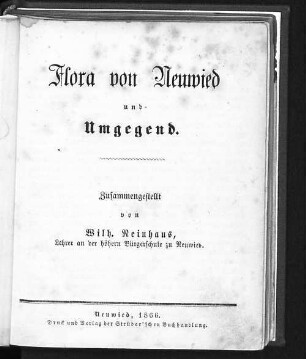 Flora von Neuwied
und
Umgegend.
Zusammengestellt
von
Wilh. Reinhaus,
Lehrer an der höhern Bürgerschule zu Neuwied.
Neuwied, 1866.
Druck und Verlag der Strüder'schen Buchhandlung.